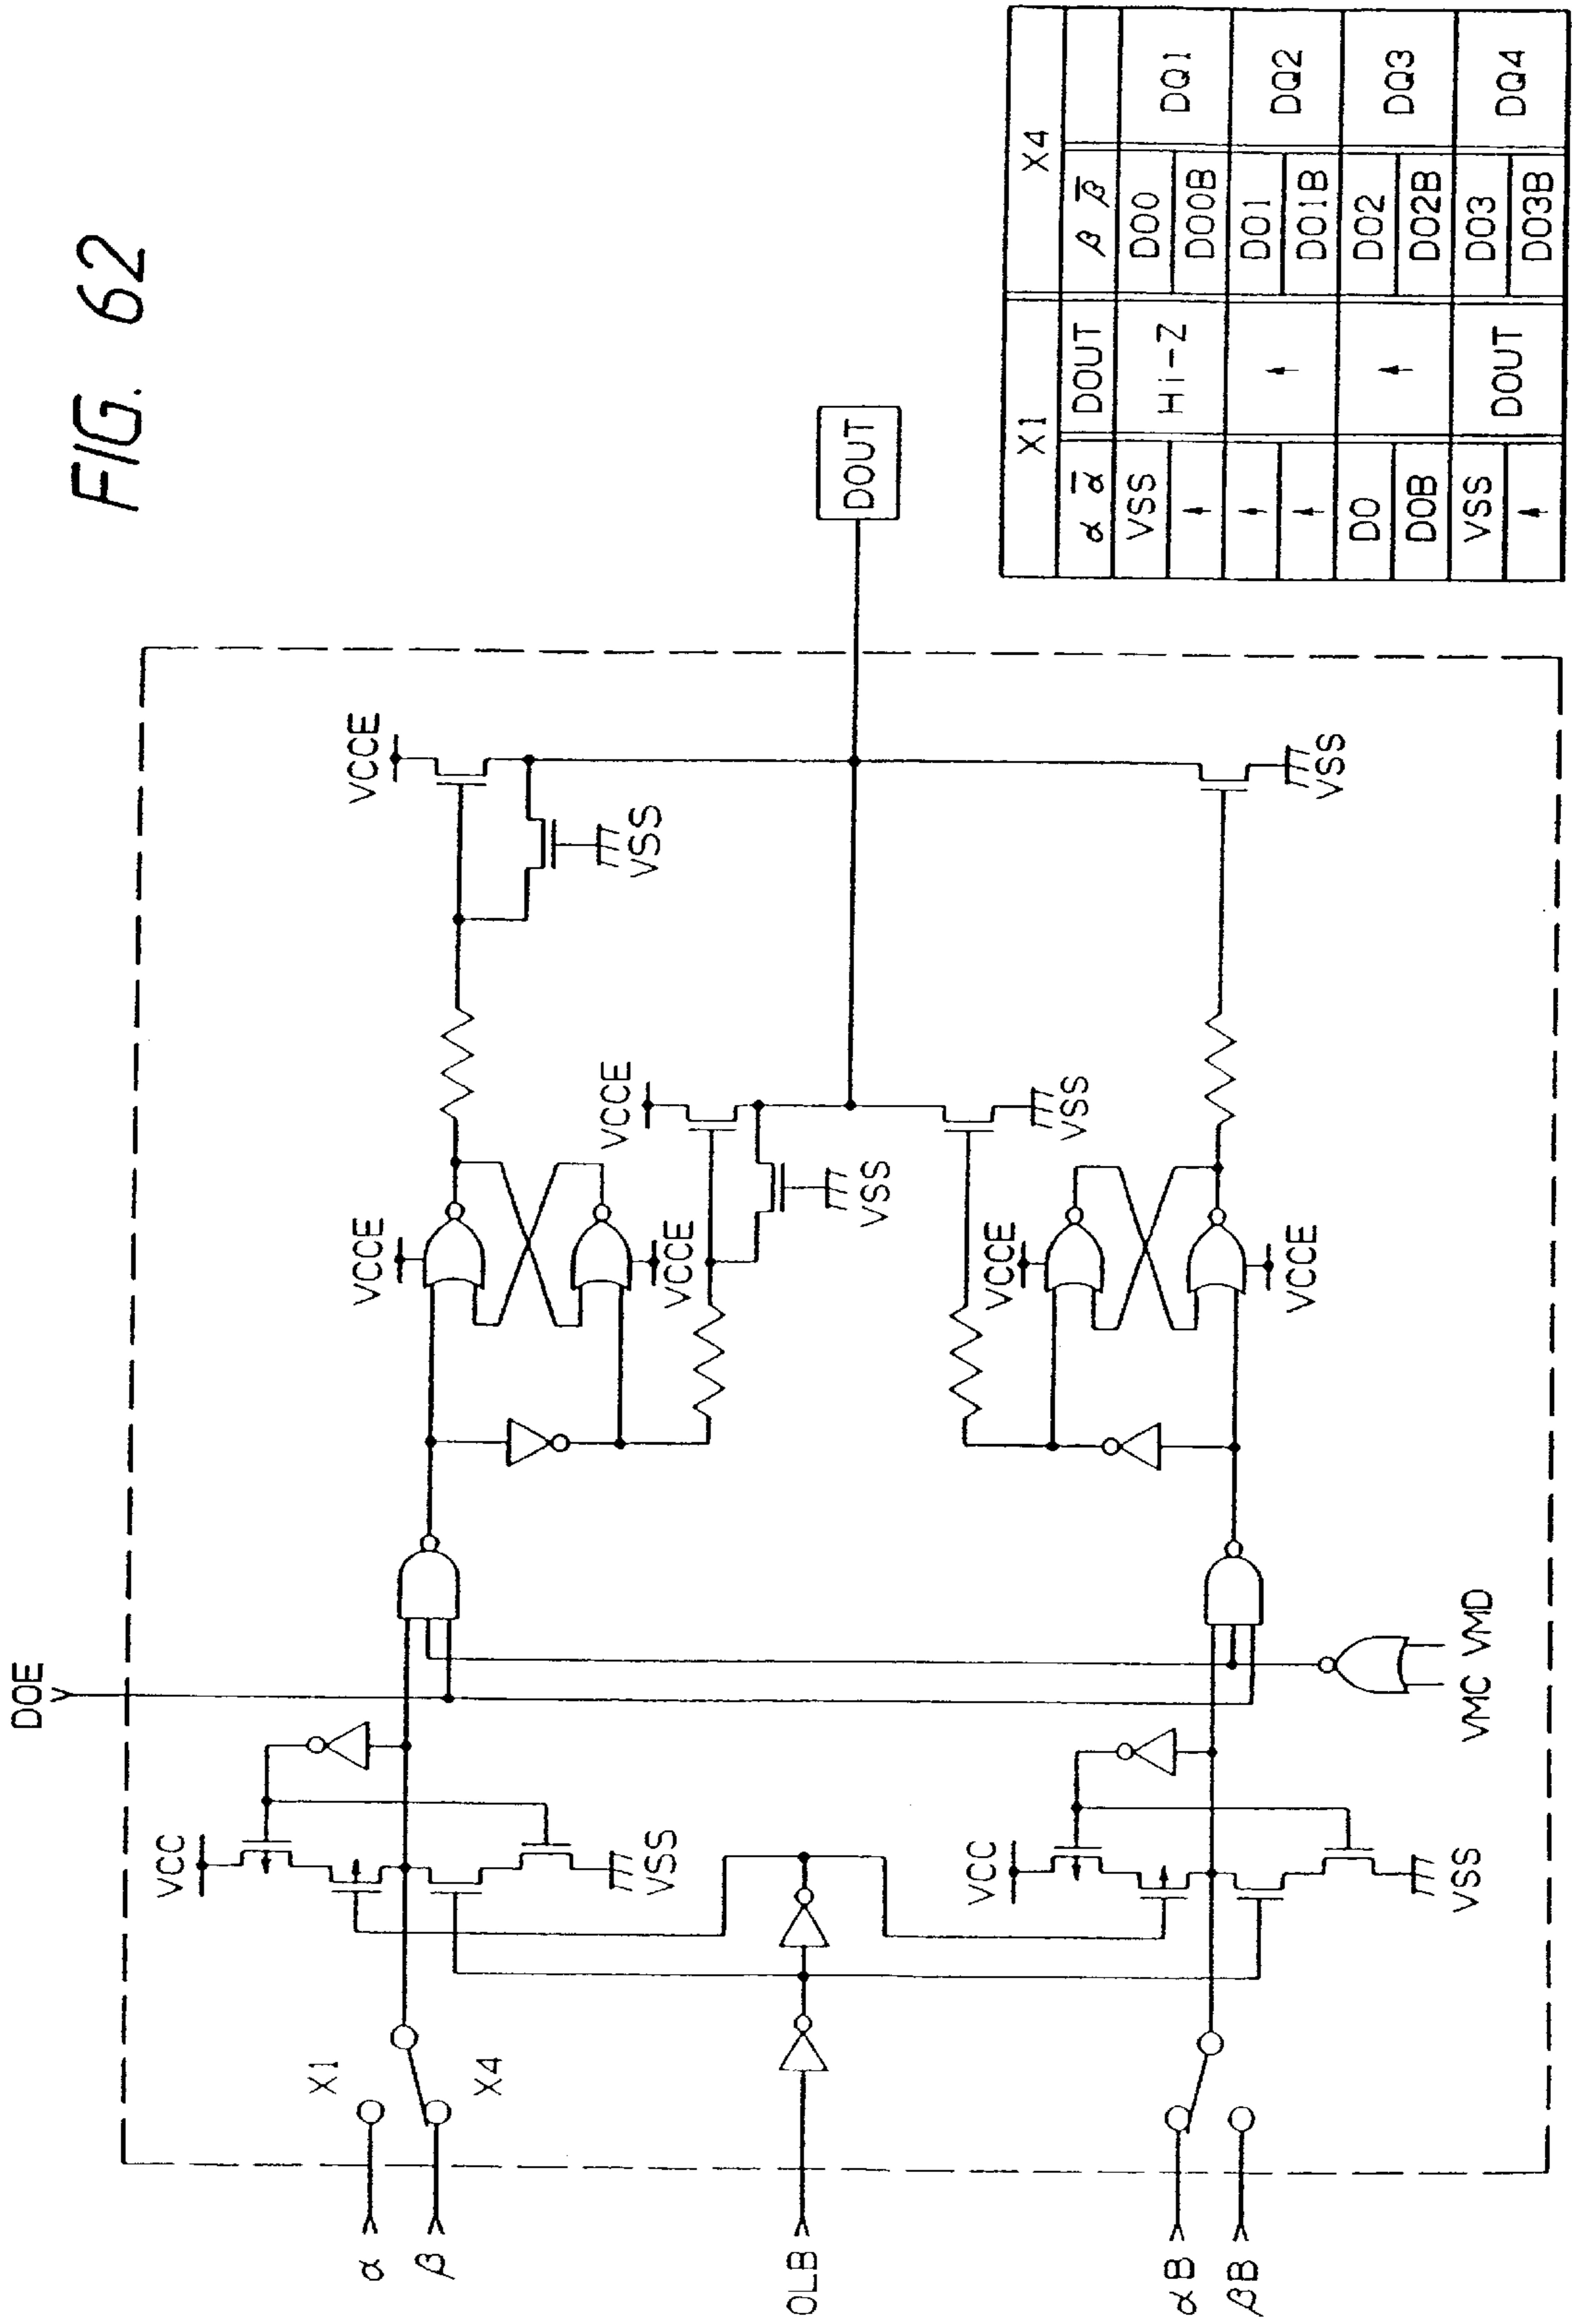 FIG. 62
DOE
VCC
VSS
X1
X4
α
β
OLB
αB
βB
VCC
VSS
VMC VMD
VCCE
VCCE
VCCE
VSS
VSS
VCCE
VCCE
VCCE
VSS
VSS
DOUT
X1 X4
α α̅ DOUT β β̅
VSS Hi-Z DO0 DQ1
↑ DO0B
↑ ↑ DO1 DQ2
↑ DO1B
DO ↑ DO2 DQ3
DOB DO2B
VSS DOUT DO3 DQ4
↑ DO3B